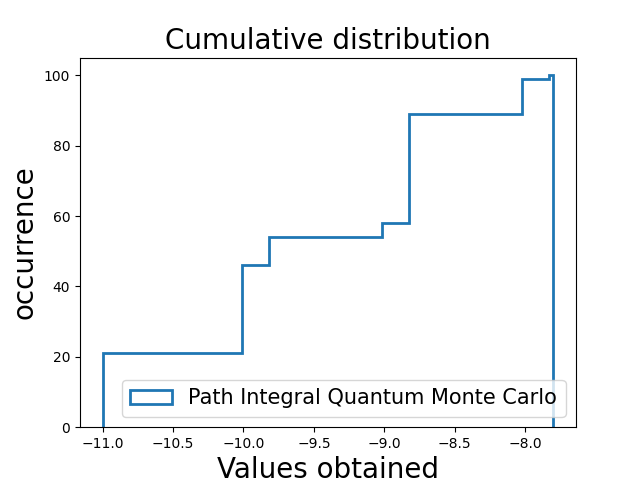 Cumulative distribution
occurrence
100
80
60
40
20
0
Path Integral Quantum Monte Carlo
−11.0 −10.5 −10.0 −9.5 −9.0 −8.5 −8.0
Values obtained